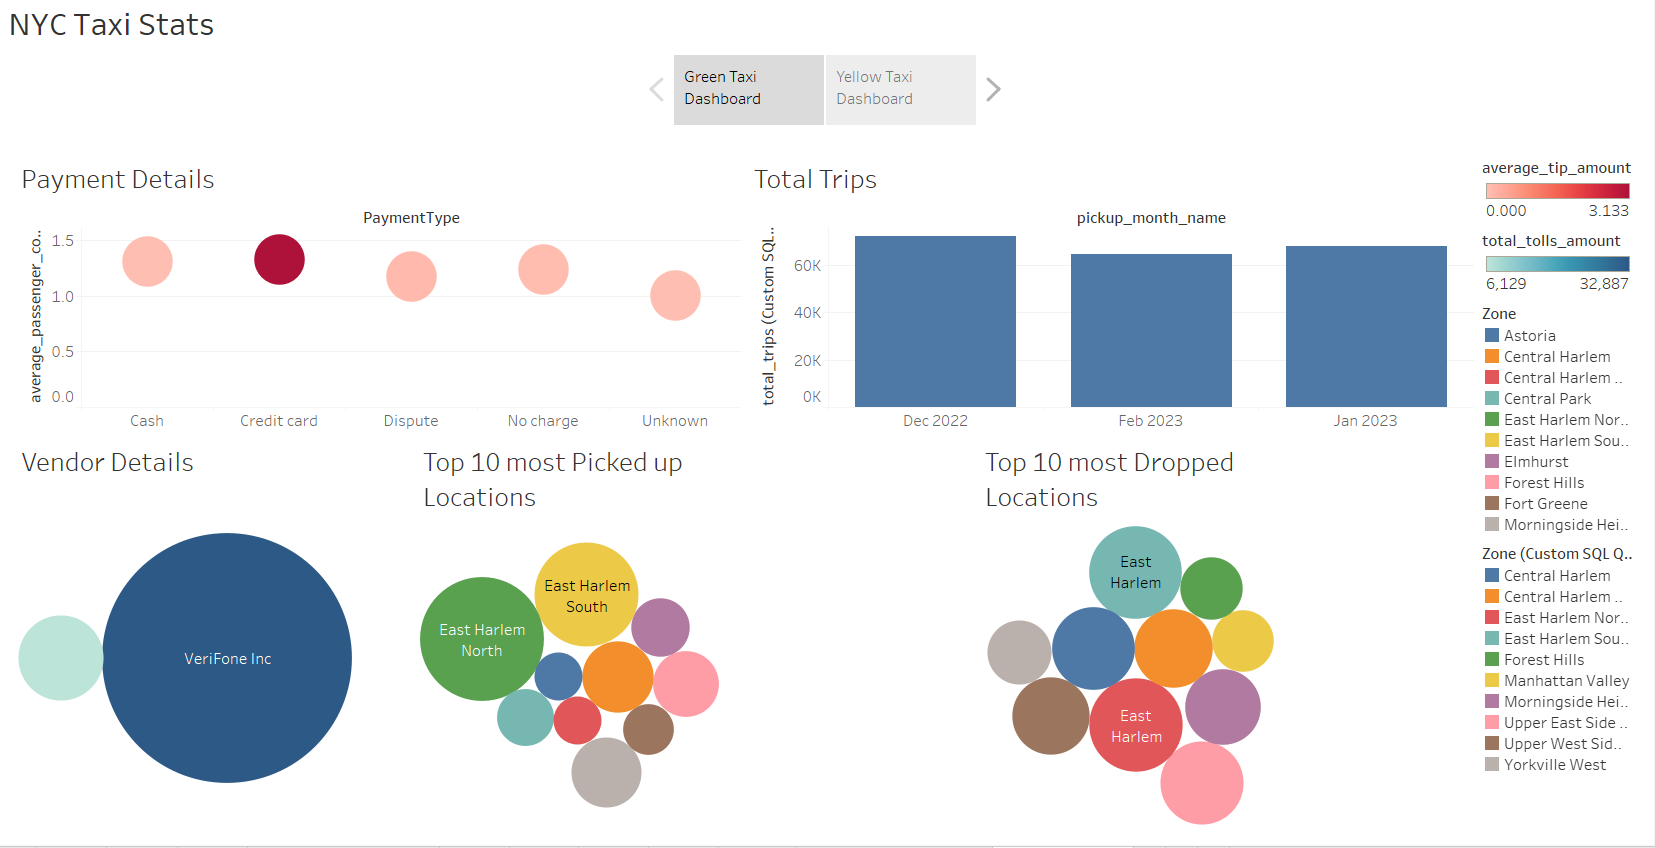 NYC Taxi Stats
Green Taxi
Dashboard
Yellow Taxi
Dashboard
Payment Details
PaymentType
average_passenger_co..
1.5
1.0
0.5
0.0
Cash
Credit card
Dispute
No charge
Unknown
Total Trips
pickup_month_name
total_trips (Custom SQL..
60K
40K
20K
0K
Dec 2022
Feb 2023
Jan 2023
average_tip_amount
0.000
3.133
total_tolls_amount
6,129
32,887
Zone
Astoria
Central Harlem
Central Harlem ..
Central Park
East Harlem Nor..
East Harlem Sou..
Elmhurst
Forest Hills
Fort Greene
Morningside Hei..
Zone (Custom SQL Q..
Central Harlem
Central Harlem ..
East Harlem Nor..
East Harlem Sou..
Forest Hills
Manhattan Valley
Morningside Hei..
Upper East Side ..
Upper West Sid..
Yorkville West
Vendor Details
VeriFone Inc
Top 10 most Picked up
Locations
East Harlem
South
East Harlem
North
Top 10 most Dropped
Locations
East
Harlem
East
Harlem